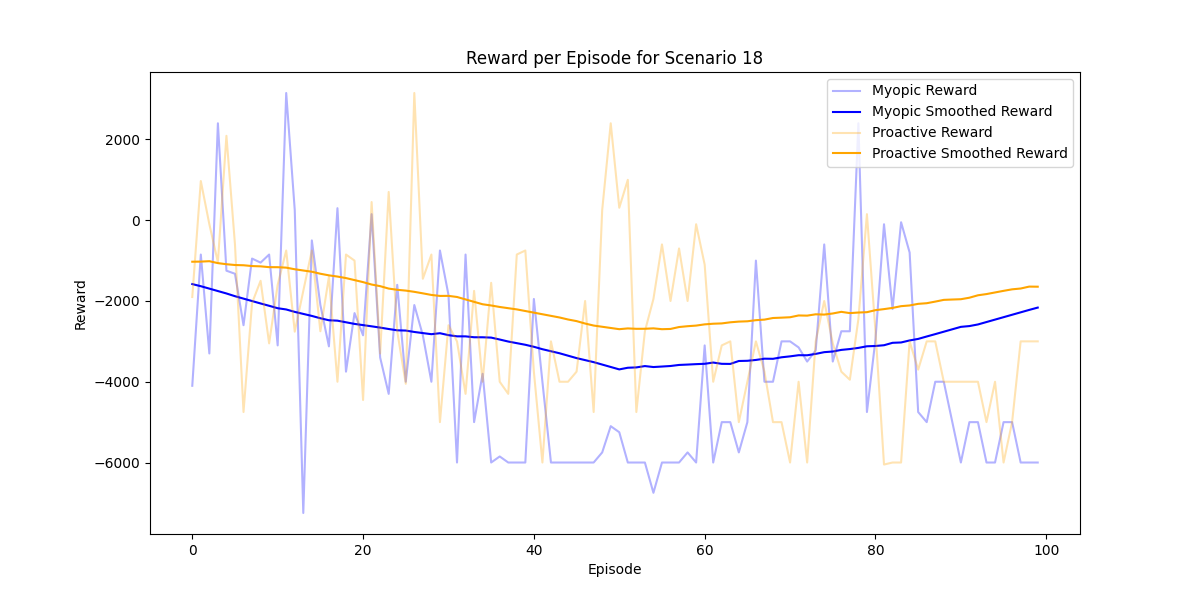 Reward per Episode for Scenario 18
Myopic Reward
Myopic Smoothed Reward
Proactive Reward
Proactive Smoothed Reward
2000
0
−2000
−4000
−6000
Reward
0 20 40 60 80 100
Episode